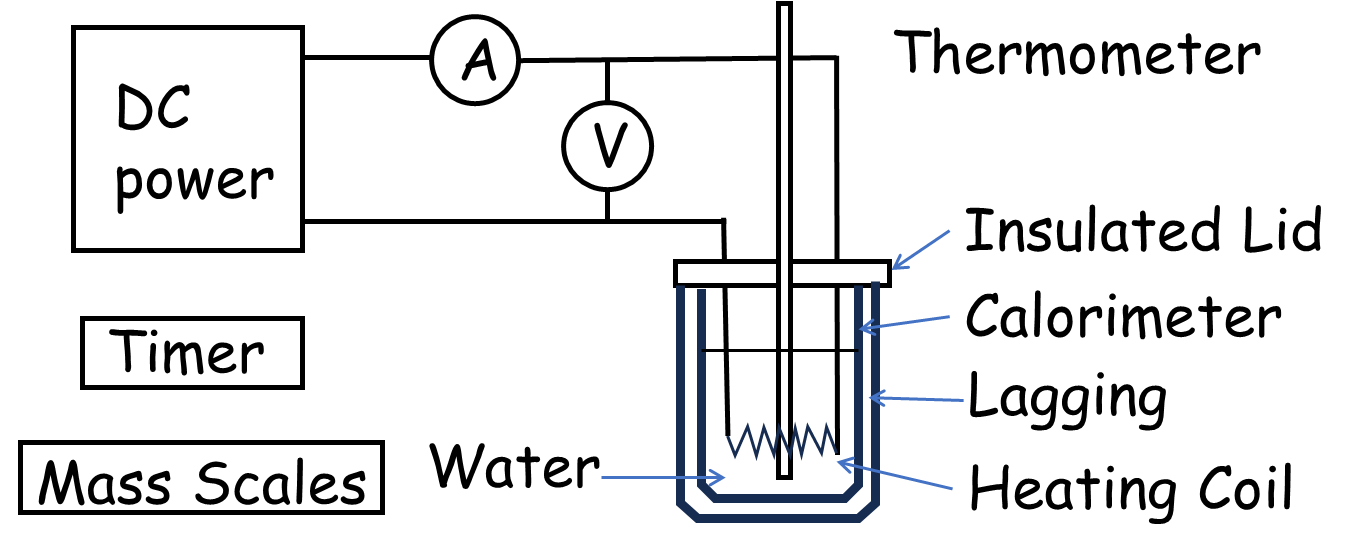 DC
power
A
V
Thermometer
Insulated Lid
Calorimeter
Lagging
Heating Coil
Water
Timer
Mass Scales